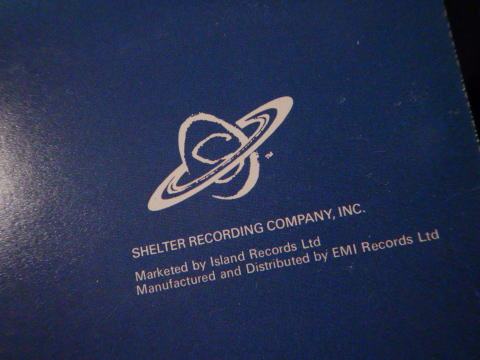 SHELTER RECORDING COMPANY, INC.
Marketed by Island Records Ltd
Manufactured and Distributed by EMI Records Ltd